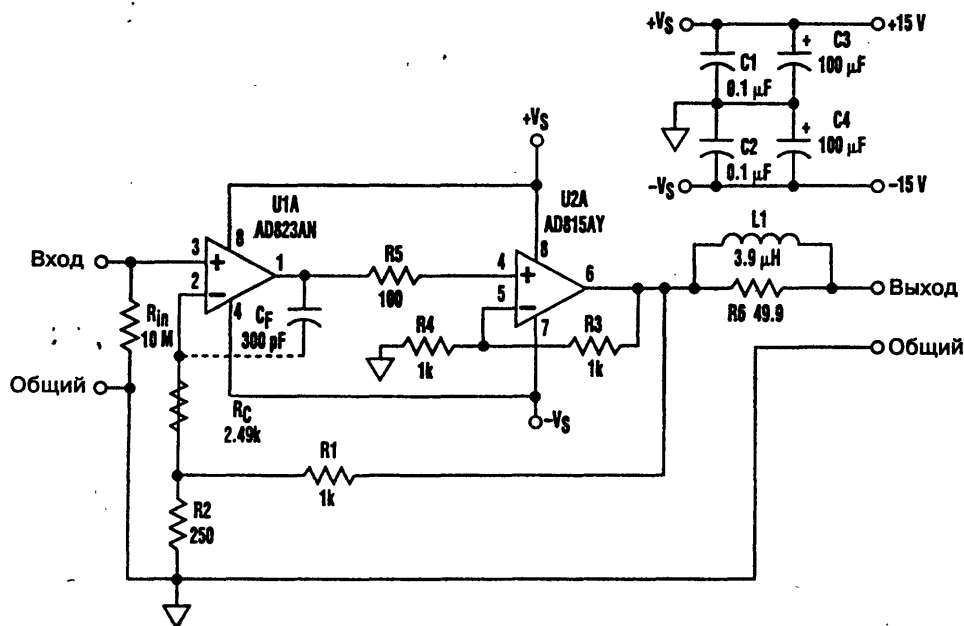 +VS
+15 V
C1
0.1 µF
+
C3
100 µF
C2
0.1 µF
+
C4
100 µF
−VS
−15 V
+VS
U1A
AD823AN
U2A
AD815AY
L1
3.9 µH
Вход
3
+
8
1
2
−
4
R5
100
4
+
8
6
5
−
7
R6 49.9
Выход
Rin
10 M
CF
300 pF
R4
1k
R3
1k
Общий
Общий
RC
2.49k
−VS
R1
1k
R2
250